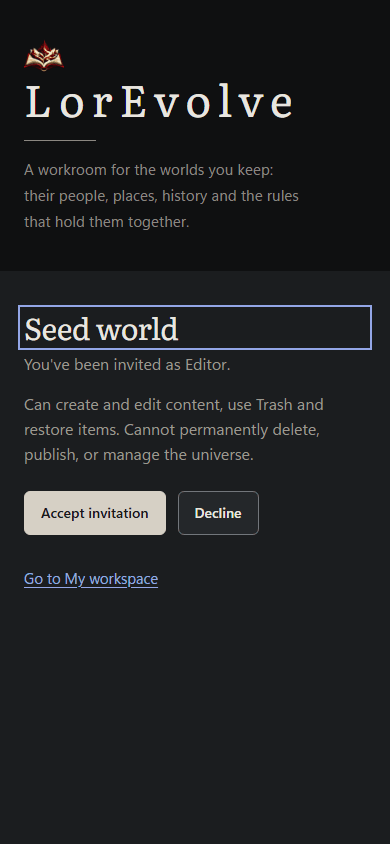 LorEvolve
A workroom for the worlds you keep:
their people, places, history and the rules
that hold them together.
Seed world
You've been invited as Editor.
Can create and edit content, use Trash and
restore items. Cannot permanently delete,
publish, or manage the universe.
Accept invitation
Decline
Go to My workspace